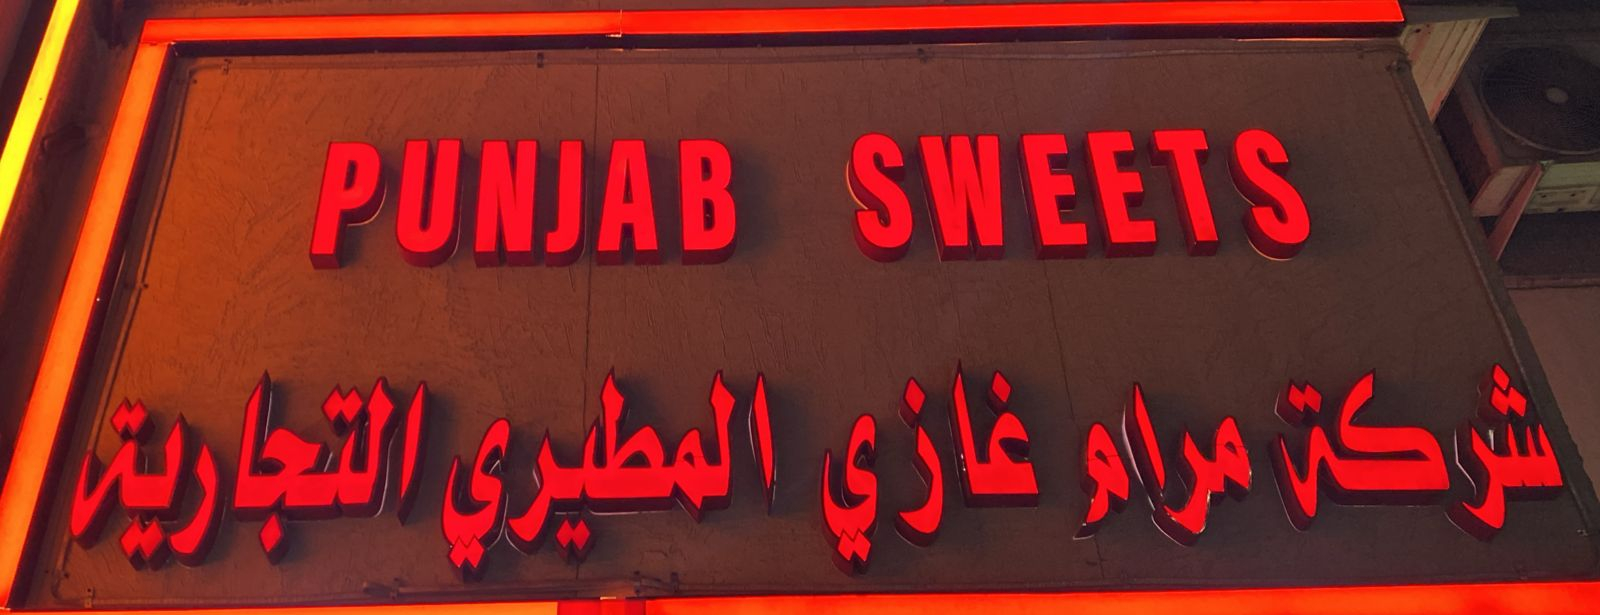 PUNJAB SWEETS
شركة مرام غازي المطيري التجارية